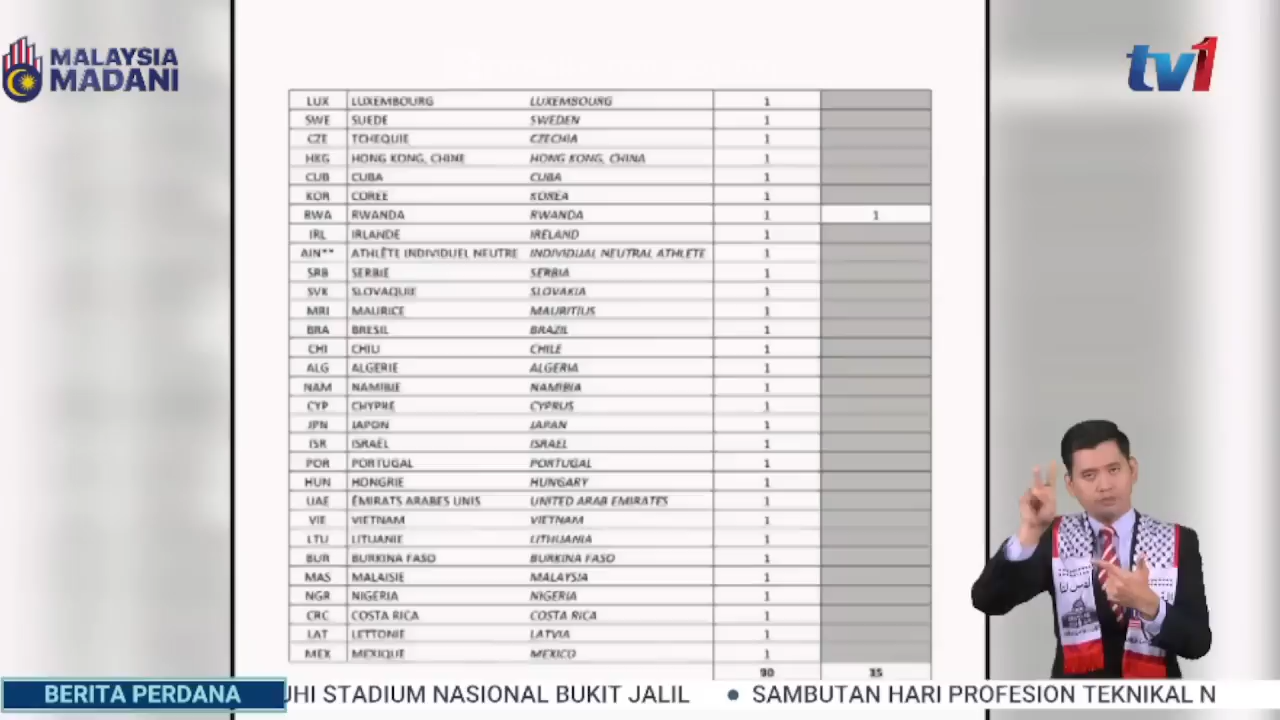 MALAYSIA
MADANI
tv1
LUX LUXEMBOURG LUXEMBOURG 1
SWE SUEDE SWEDEN 1
CZE TCHEQUIE CZECHIA 1
HKG HONG KONG, CHINE HONG KONG, CHINA 1
CUB CUBA CUBA 1
KOR COREE KOREA 1
RWA RWANDA RWANDA 1 1
IRL IRLANDE IRELAND 1
AIN** ATHLÈTE INDIVIDUEL NEUTRE INDIVIDUAL NEUTRAL ATHLETE 1
SRB SERBIE SERBIA 1
SVK SLOVAQUIE SLOVAKIA 1
MRI MAURICE MAURITIUS 1
BRA BRESIL BRAZIL 1
CHI CHILI CHILE 1
ALG ALGERIE ALGERIA 1
NAM NAMIBIE NAMIBIA 1
CYP CHYPRE CYPRUS 1
JPN JAPON JAPAN 1
ISR ISRAËL ISRAEL 1
POR PORTUGAL PORTUGAL 1
HUN HONGRIE HUNGARY 1
UAE ÉMIRATS ARABES UNIS UNITED ARAB EMIRATES 1
VIE VIETNAM VIETNAM 1
LTU LITUANIE LITHUANIA 1
BUR BURKINA FASO BURKINA FASO 1
MAS MALAISIE MALAYSIA 1
NGR NIGERIA NIGERIA 1
CRC COSTA RICA COSTA RICA 1
LAT LETTONIE LATVIA 1
MEX MEXIQUE MEXICO 1
90 35
BERITA PERDANA UHI STADIUM NASIONAL BUKIT JALIL • SAMBUTAN HARI PROFESION TEKNIKAL N